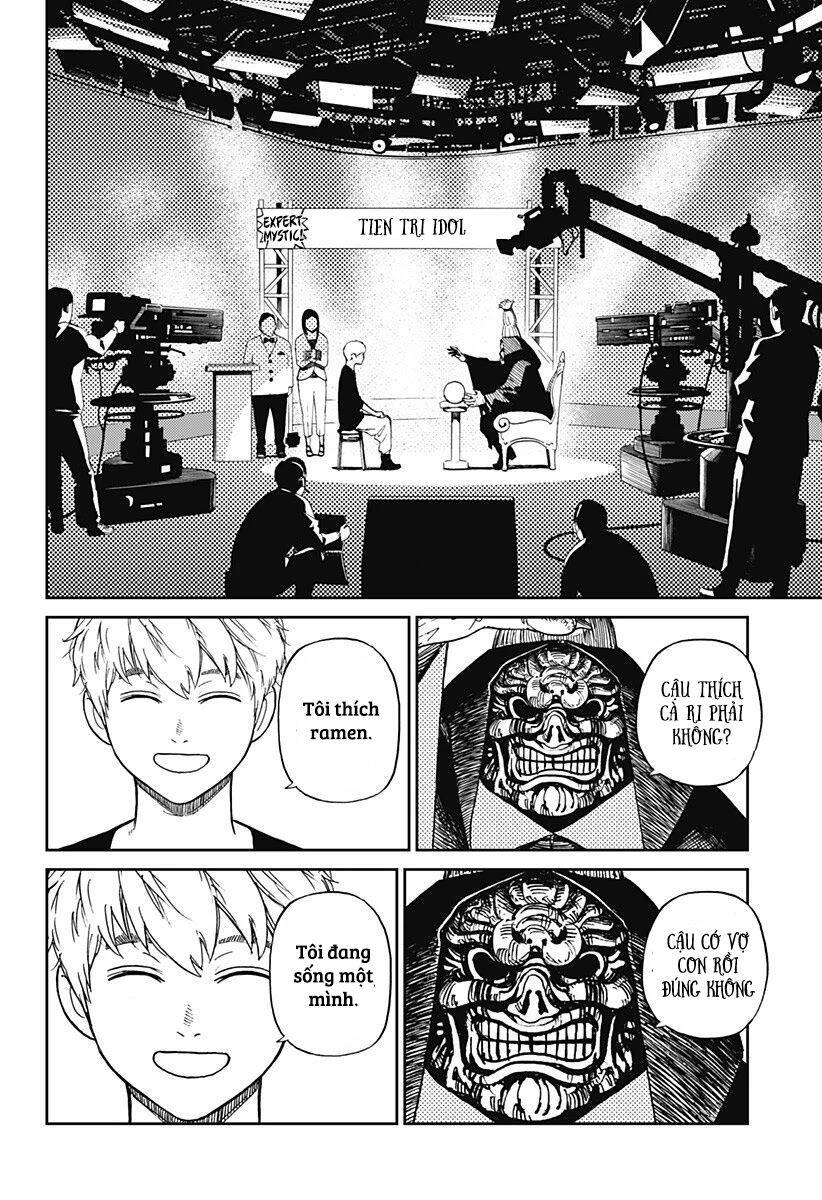 EXPERT
MYSTIC!
TIEN TRI IDOL
CẬU THÍCH
CÀ RI PHẢI
KHÔNG?
Tôi thích
ramen.
CẬU CÓ VỢ
CON RỒI
ĐÚNG KHÔNG
Tôi đang
sống một
mình.